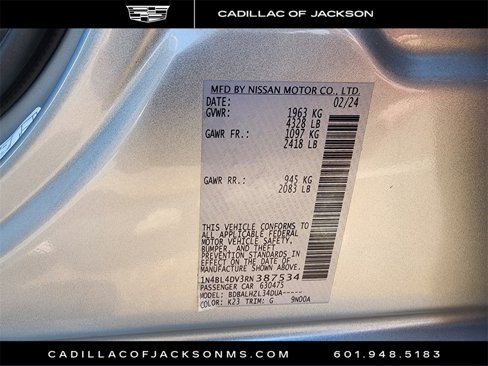 CADILLAC OF JACKSON
MFD BY NISSAN MOTOR CO., LTD.
DATE: 02/24
GVWR: 1963 KG
4328 LB
GAWR FR.: 1097 KG
2418 LB
GAWR RR.: 945 KG
2083 LB
THIS VEHICLE CONFORMS TO
ALL APPLICABLE FEDERAL
MOTOR VEHICLE SAFETY,
BUMPER, AND THEFT
PREVENTION STANDARDS IN
EFFECT ON THE DATE OF
MANUFACTURE SHOWN ABOVE.
1N4BL4DV3RN387534
PASSENGER CAR 630475
MODEL: BDBALHZL34DUA-----
COLOR: K23 TRIM: G 9N00A
CADILLACOFJACKSONMS.COM
601.948.5183